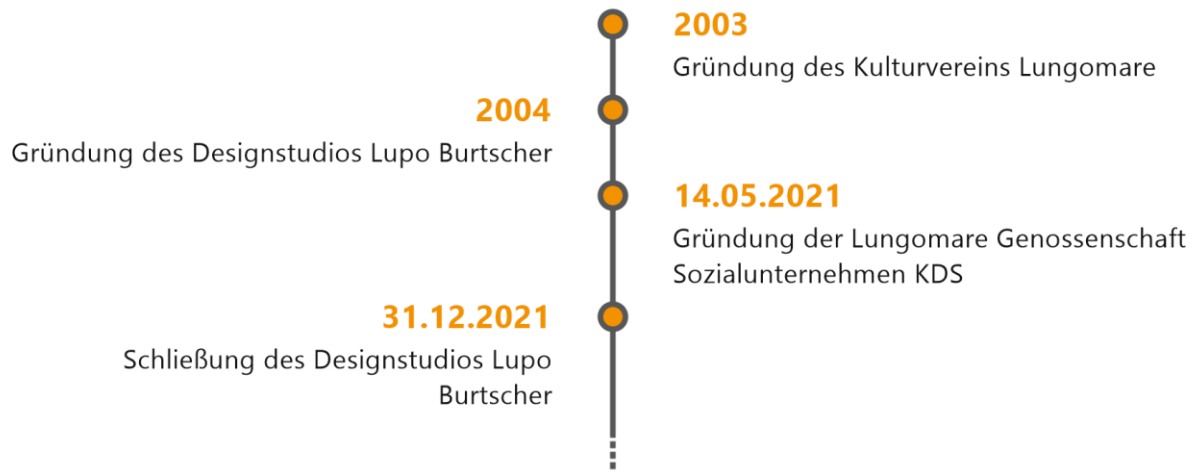 2003
Gründung des Kulturvereins Lungomare
2004
Gründung des Designstudios Lupo Burtscher
14.05.2021
Gründung der Lungomare Genossenschaft
Sozialunternehmen KDS
31.12.2021
Schließung des Designstudios Lupo
Burtscher